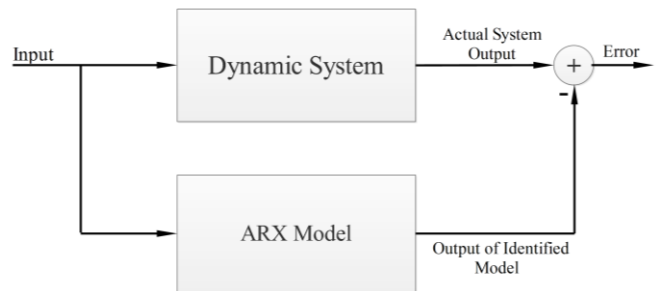 Input
Dynamic System
Actual System
Output
+
Error
-
ARX Model
Output of Identified
Model